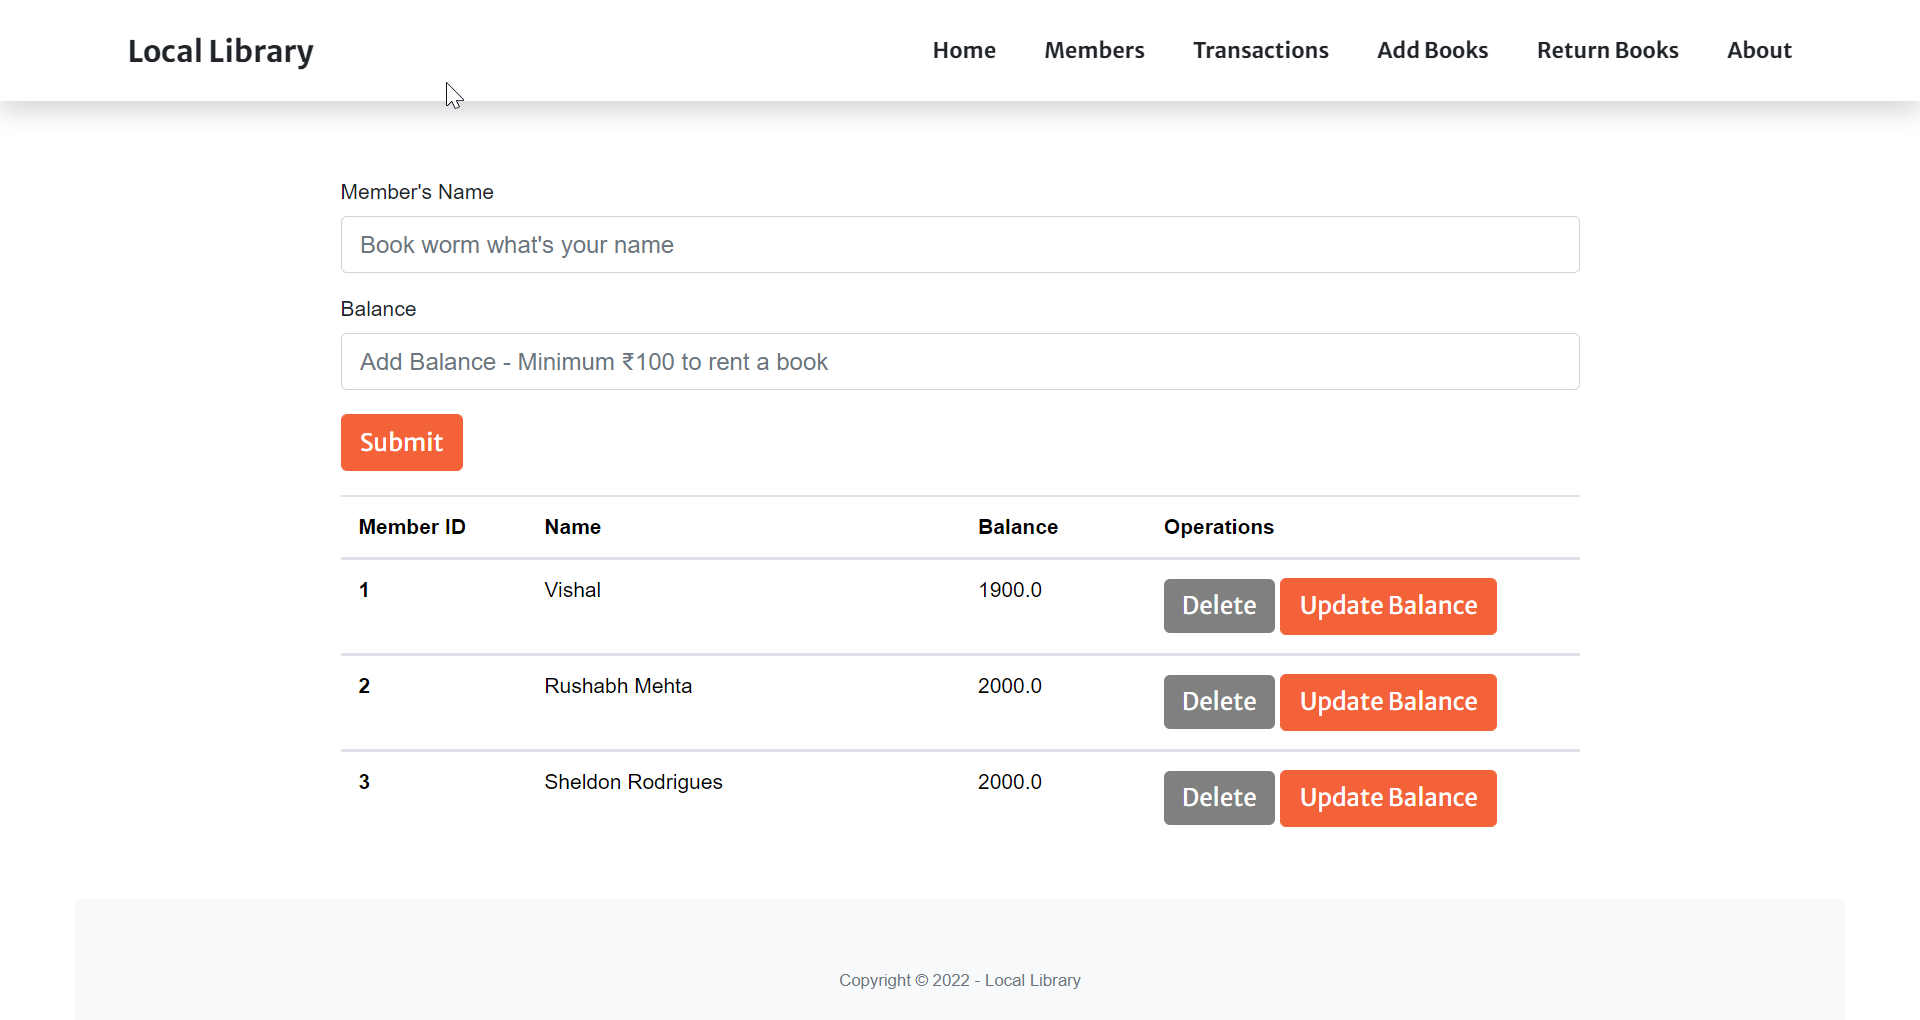 Local Library Home Members Transactions Add Books Return Books About
Member's Name
Book worm what's your name
Balance
Add Balance - Minimum ₹100 to rent a book
Submit
Member ID Name Balance Operations
1 Vishal 1900.0 Delete Update Balance
2 Rushabh Mehta 2000.0 Delete Update Balance
3 Sheldon Rodrigues 2000.0 Delete Update Balance
Copyright © 2022 - Local Library